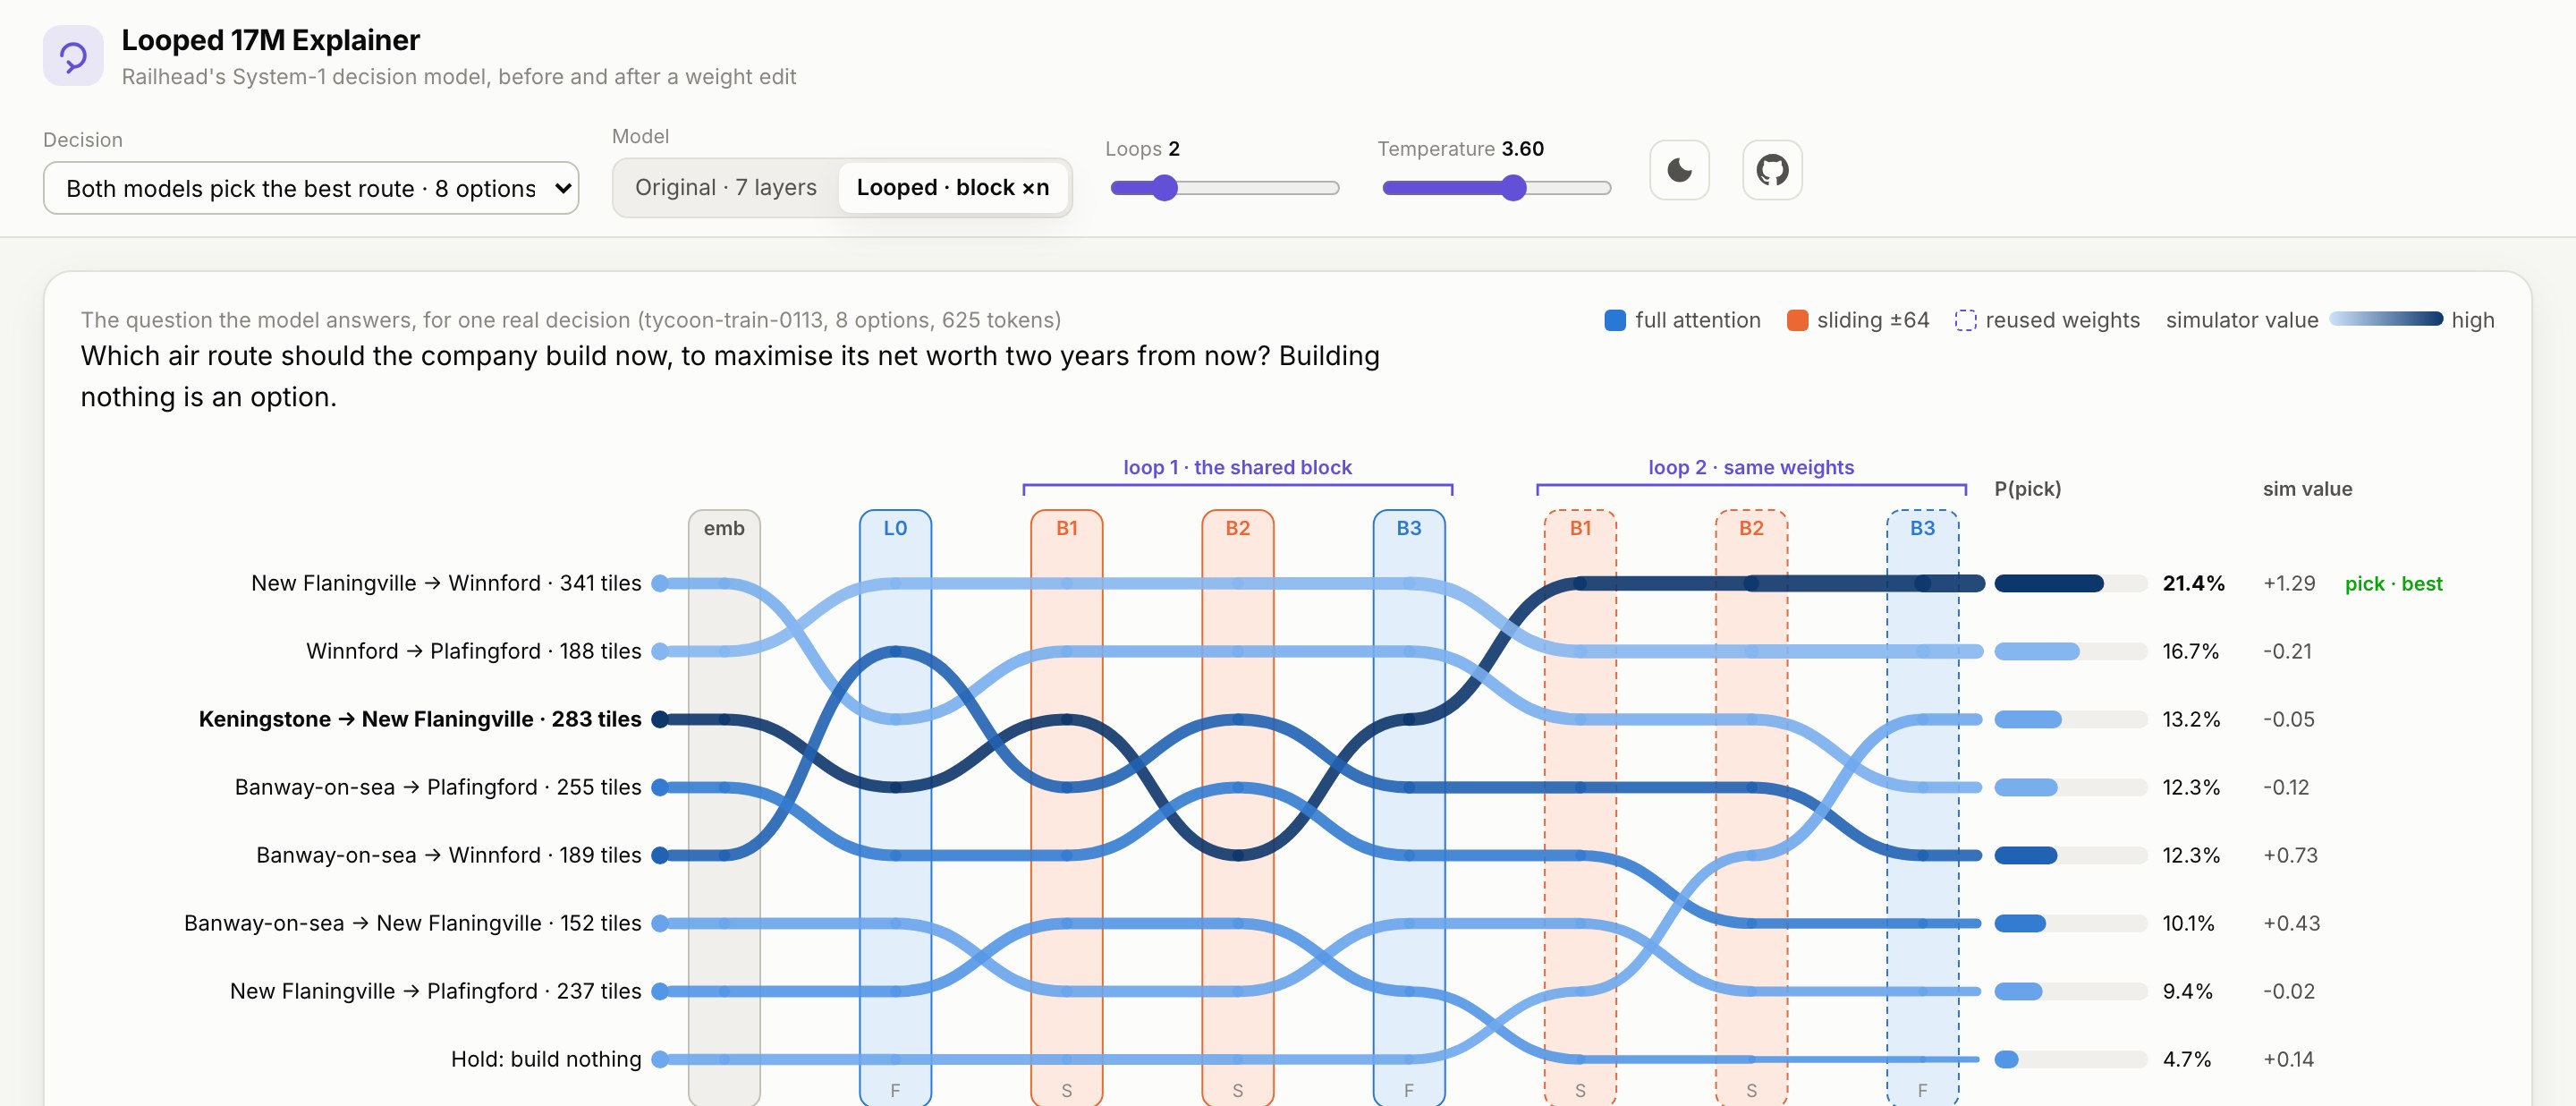 Looped 17M Explainer
Railhead's System-1 decision model, before and after a weight edit
Decision
Model
Loops 2
Temperature 3.60
Both models pick the best route · 8 options
Original · 7 layers
Looped · block ×n
The question the model answers, for one real decision (tycoon-train-0113, 8 options, 625 tokens)
full attention
sliding ±64
reused weights
simulator value
high
Which air route should the company build now, to maximise its net worth two years from now? Building
nothing is an option.
loop 1 · the shared block
loop 2 · same weights
P(pick)
sim value
emb
L0
B1
B2
B3
B1
B2
B3
New Flaningville → Winnford · 341 tiles
21.4%
+1.29
pick · best
Winnford → Plafingford · 188 tiles
16.7%
-0.21
Keningstone → New Flaningville · 283 tiles
13.2%
-0.05
Banway-on-sea → Plafingford · 255 tiles
12.3%
-0.12
Banway-on-sea → Winnford · 189 tiles
12.3%
+0.73
Banway-on-sea → New Flaningville · 152 tiles
10.1%
+0.43
New Flaningville → Plafingford · 237 tiles
9.4%
-0.02
Hold: build nothing
4.7%
+0.14
F
S
S
F
S
S
F